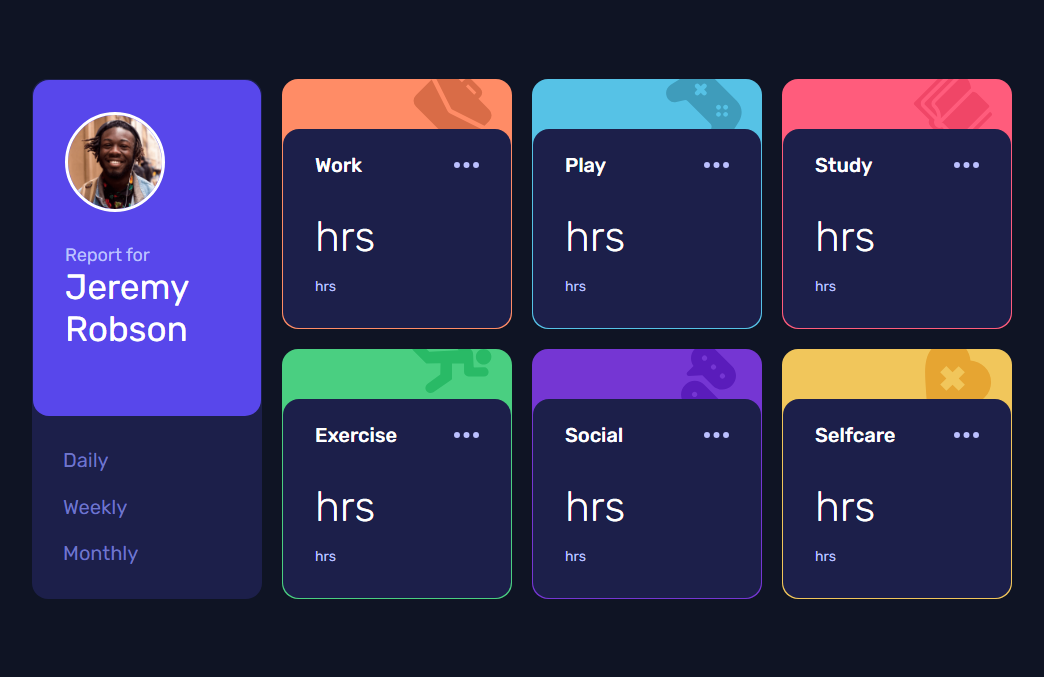 Report for
Jeremy
Robson
Daily
Weekly
Monthly
Work
hrs
hrs
Play
hrs
hrs
Study
hrs
hrs
Exercise
hrs
hrs
Social
hrs
hrs
Selfcare
hrs
hrs